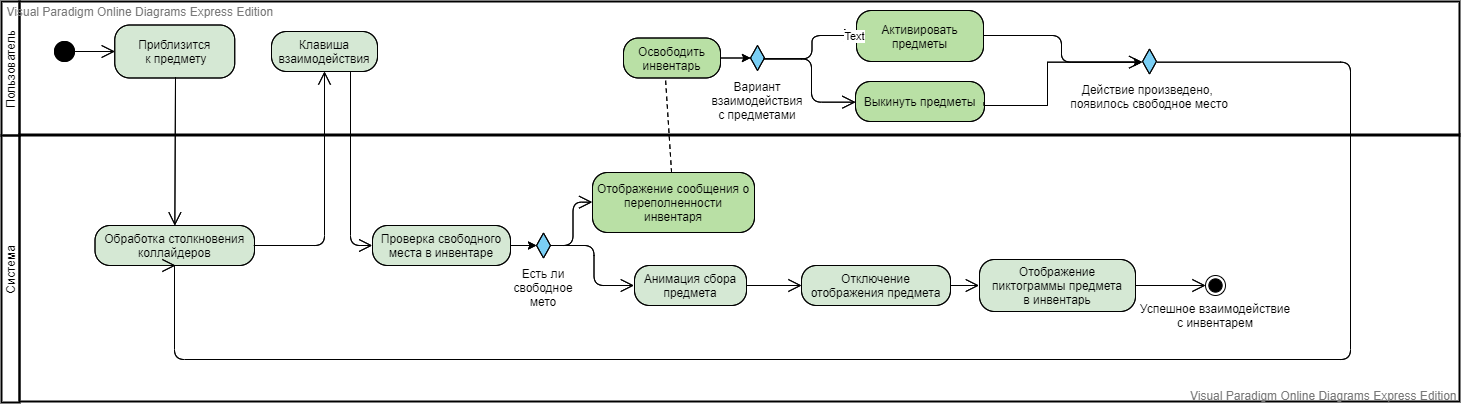 Visual Paradigm Online Diagrams Express Edition
Пользователь
Приблизится
к предмету
Клавиша
взаимодействия
Освободить
инвентарь
Вариант
взаимодействия
с предметами
Text
Активировать
предметы
Выкинуть предметы
Действие произведено,
появилось свободное место
Система
Обработка столкновения
коллайдеров
Проверка свободного
места в инвентаре
Есть ли
свободное
мето
Отображение сообщения о
переполненности
инвентаря
Анимация сбора
предмета
Отключение
отображения предмета
Отображение
пиктограммы предмета
в инвентарь
Успешное взаимодействие
с инвентарем
Visual Paradigm Online Diagrams Express Edition